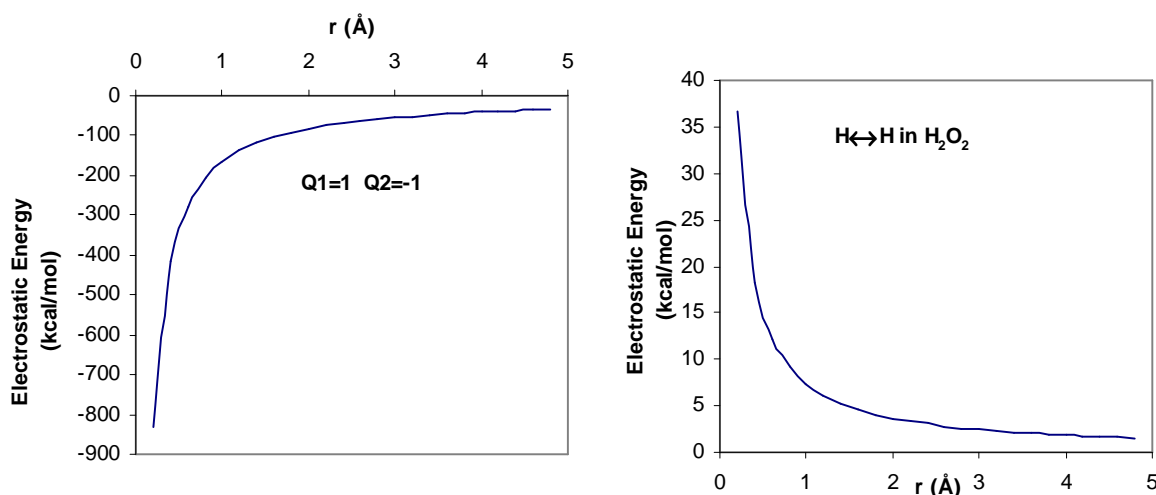 r (Å)
0 1 2 3 4 5
0
-100
-200
-300
-400
-500
-600
-700
-800
-900
Electrostatic Energy
(kcal/mol)
Q1=1 Q2=-1
40
35
30
25
20
15
10
5
0
Electrostatic Energy
(kcal/mol)
H↔H in H₂O₂
0 1 2 3 4 5
r (Å)